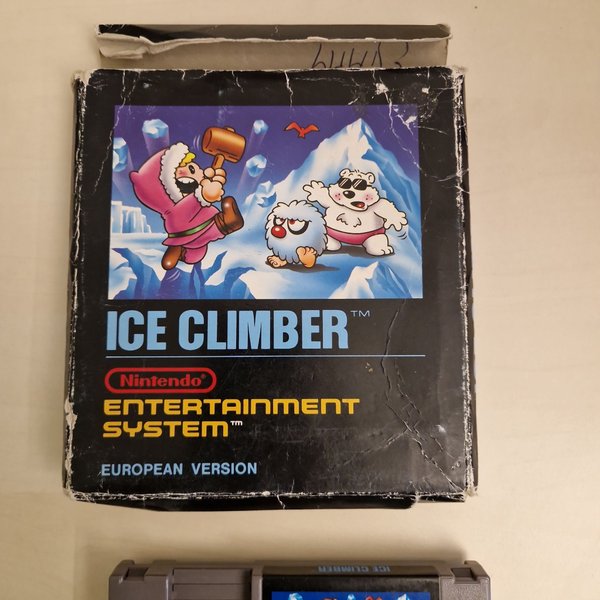 ICE CLIMBER™
Nintendo®
ENTERTAINMENT
SYSTEM™
EUROPEAN VERSION
ICE CLIMBER